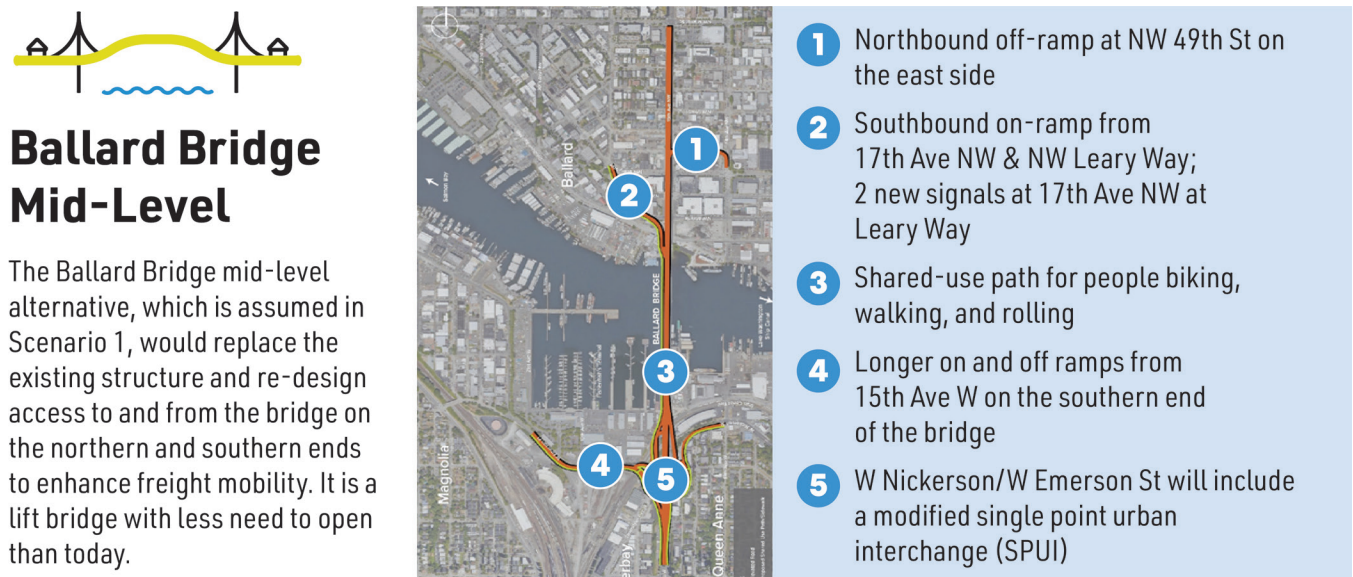 Ballard Bridge
Mid-Level
The Ballard Bridge mid-level
alternative, which is assumed in
Scenario 1, would replace the
existing structure and re-design
access to and from the bridge on
the northern and southern ends
to enhance freight mobility. It is a
lift bridge with less need to open
than today.
Ballard
BALLARD BRIDGE
Magnolia
erbay
Queen Anne
1
2
3
4
5
1 Northbound off-ramp at NW 49th St on
the east side
2 Southbound on-ramp from
17th Ave NW & NW Leary Way;
2 new signals at 17th Ave NW at
Leary Way
3 Shared-use path for people biking,
walking, and rolling
4 Longer on and off ramps from
15th Ave W on the southern end
of the bridge
5 W Nickerson/W Emerson St will include
a modified single point urban
interchange (SPUI)